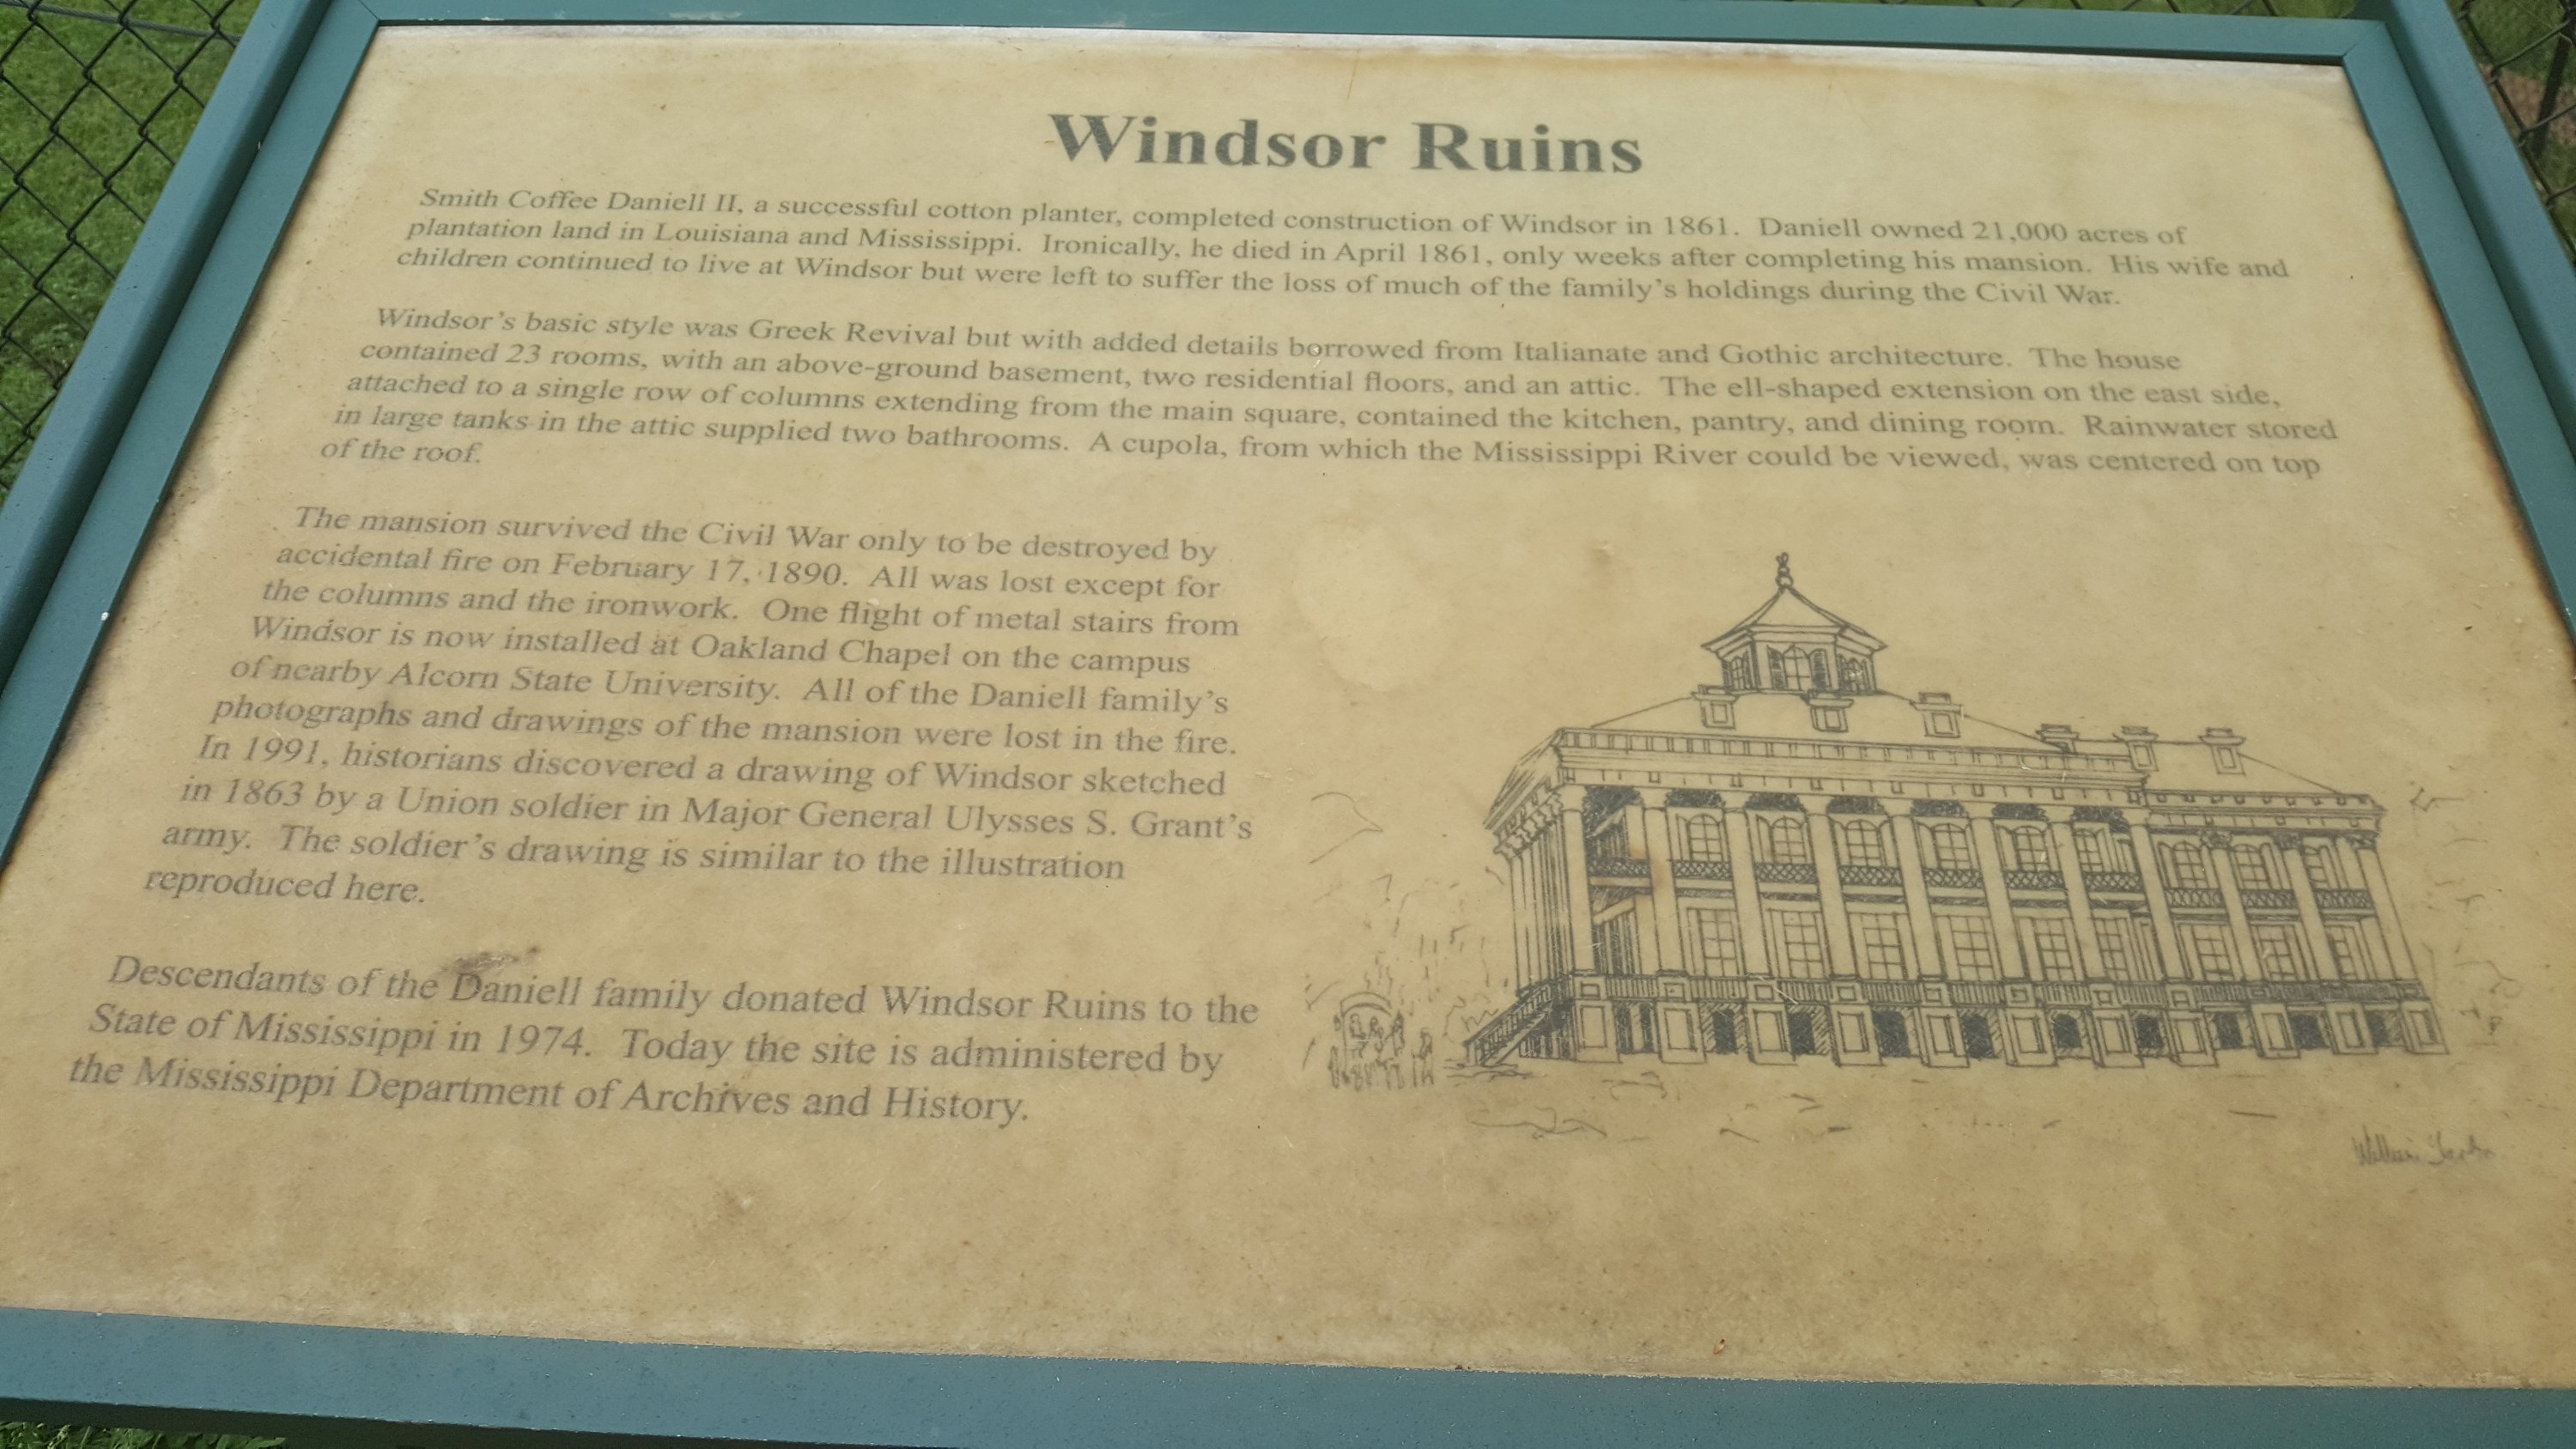 Windsor Ruins
Smith Coffee Daniell II, a successful cotton planter, completed construction of Windsor in 1861. Daniell owned 21,000 acres of
plantation land in Louisiana and Mississippi. Ironically, he died in April 1861, only weeks after completing his mansion. His wife and
children continued to live at Windsor but were left to suffer the loss of much of the family's holdings during the Civil War.
Windsor's basic style was Greek Revival but with added details borrowed from Italianate and Gothic architecture. The house
contained 23 rooms, with an above-ground basement, two residential floors, and an attic. The ell-shaped extension on the east side,
attached to a single row of columns extending from the main square, contained the kitchen, pantry, and dining room. Rainwater stored
in large tanks in the attic supplied two bathrooms. A cupola, from which the Mississippi River could be viewed, was centered on top
of the roof.
The mansion survived the Civil War only to be destroyed by
accidental fire on February 17, 1890. All was lost except for
the columns and the ironwork. One flight of metal stairs from
Windsor is now installed at Oakland Chapel on the campus
of nearby Alcorn State University. All of the Daniell family's
photographs and drawings of the mansion were lost in the fire.
In 1991, historians discovered a drawing of Windsor sketched
in 1863 by a Union soldier in Major General Ulysses S. Grant's
army. The soldier's drawing is similar to the illustration
reproduced here.
Descendants of the Daniell family donated Windsor Ruins to the
State of Mississippi in 1974. Today the site is administered by
the Mississippi Department of Archives and History.